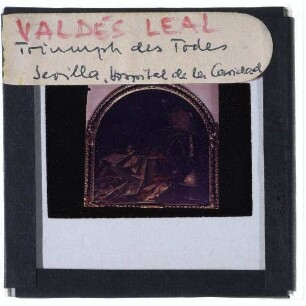 VALDÉS LEAL
Triumph des Todes
Sevilla, Hospital de la Caridad